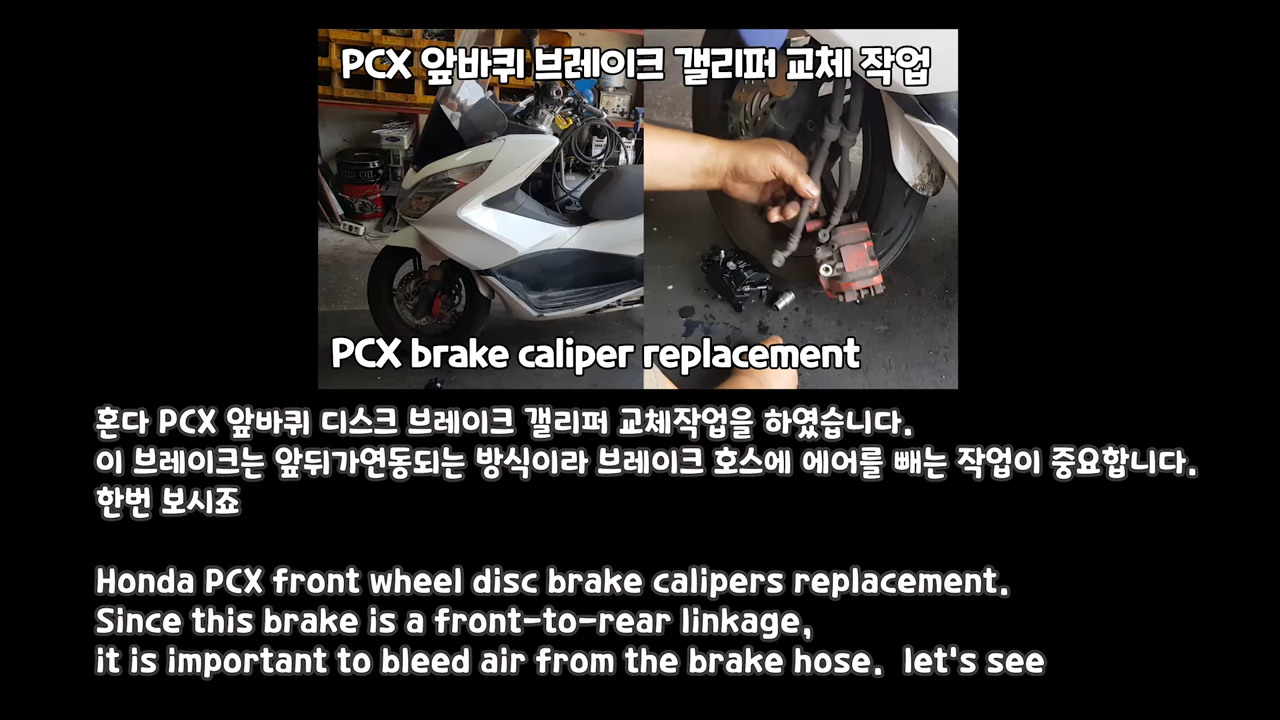 PCX 앞바퀴 브레이크 갤리퍼 교체 작업
US OIL
PCX brake caliper replacement
혼다 PCX 앞바퀴 디스크 브레이크 갤리퍼 교체작업을 하였습니다.
이 브레이크는 앞뒤가연동되는 방식이라 브레이크 호스에 에어를 빼는 작업이 중요합니다.
한번 보시죠
Honda PCX front wheel disc brake calipers replacement.
Since this brake is a front-to-rear linkage,
it is important to bleed air from the brake hose. let's see